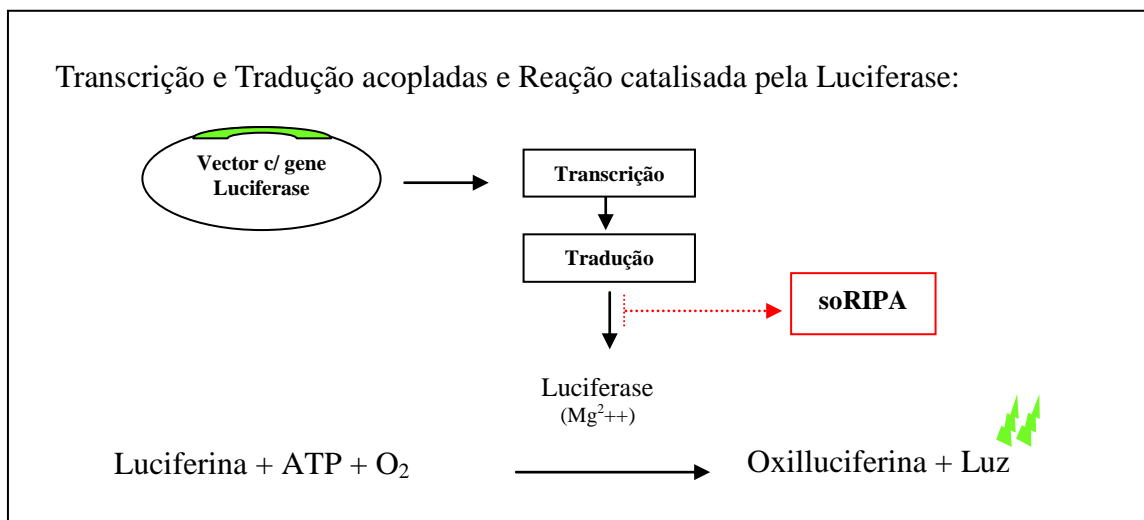 Transcrição e Tradução acopladas e Reação catalisada pela Luciferase:
Vector c/ gene
Luciferase
Transcrição
Tradução
soRIPA
Luciferase
(Mg²++)
Luciferina + ATP + O₂
Oxilluciferina + Luz